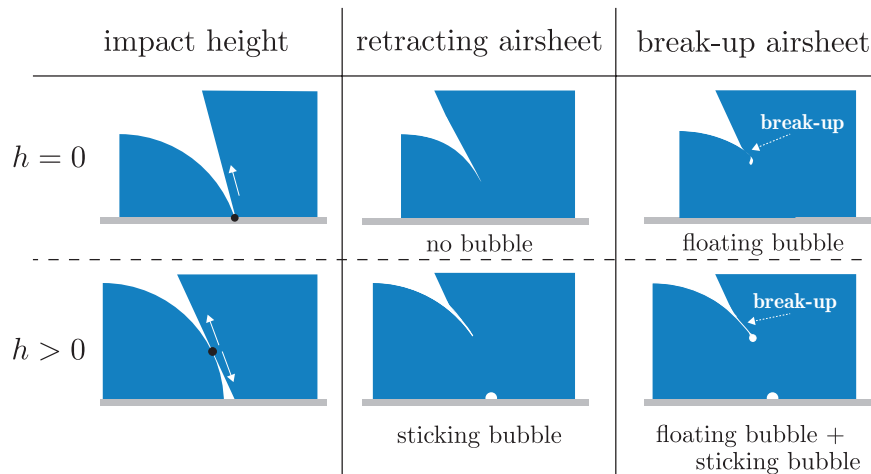 impact height
retracting airsheet
break-up airsheet
h = 0
break-up
no bubble
floating bubble
h > 0
break-up
sticking bubble
floating bubble +
sticking bubble